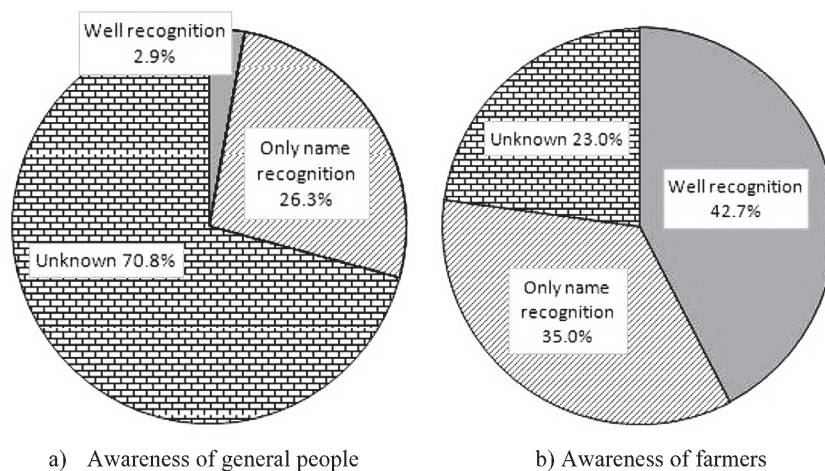 Well recognition
2.9%
Only name
recognition
26.3%
Unknown 70.8%
a) Awareness of general people
Unknown 23.0%
Well recognition
42.7%
Only name
recognition
35.0%
b) Awareness of farmers